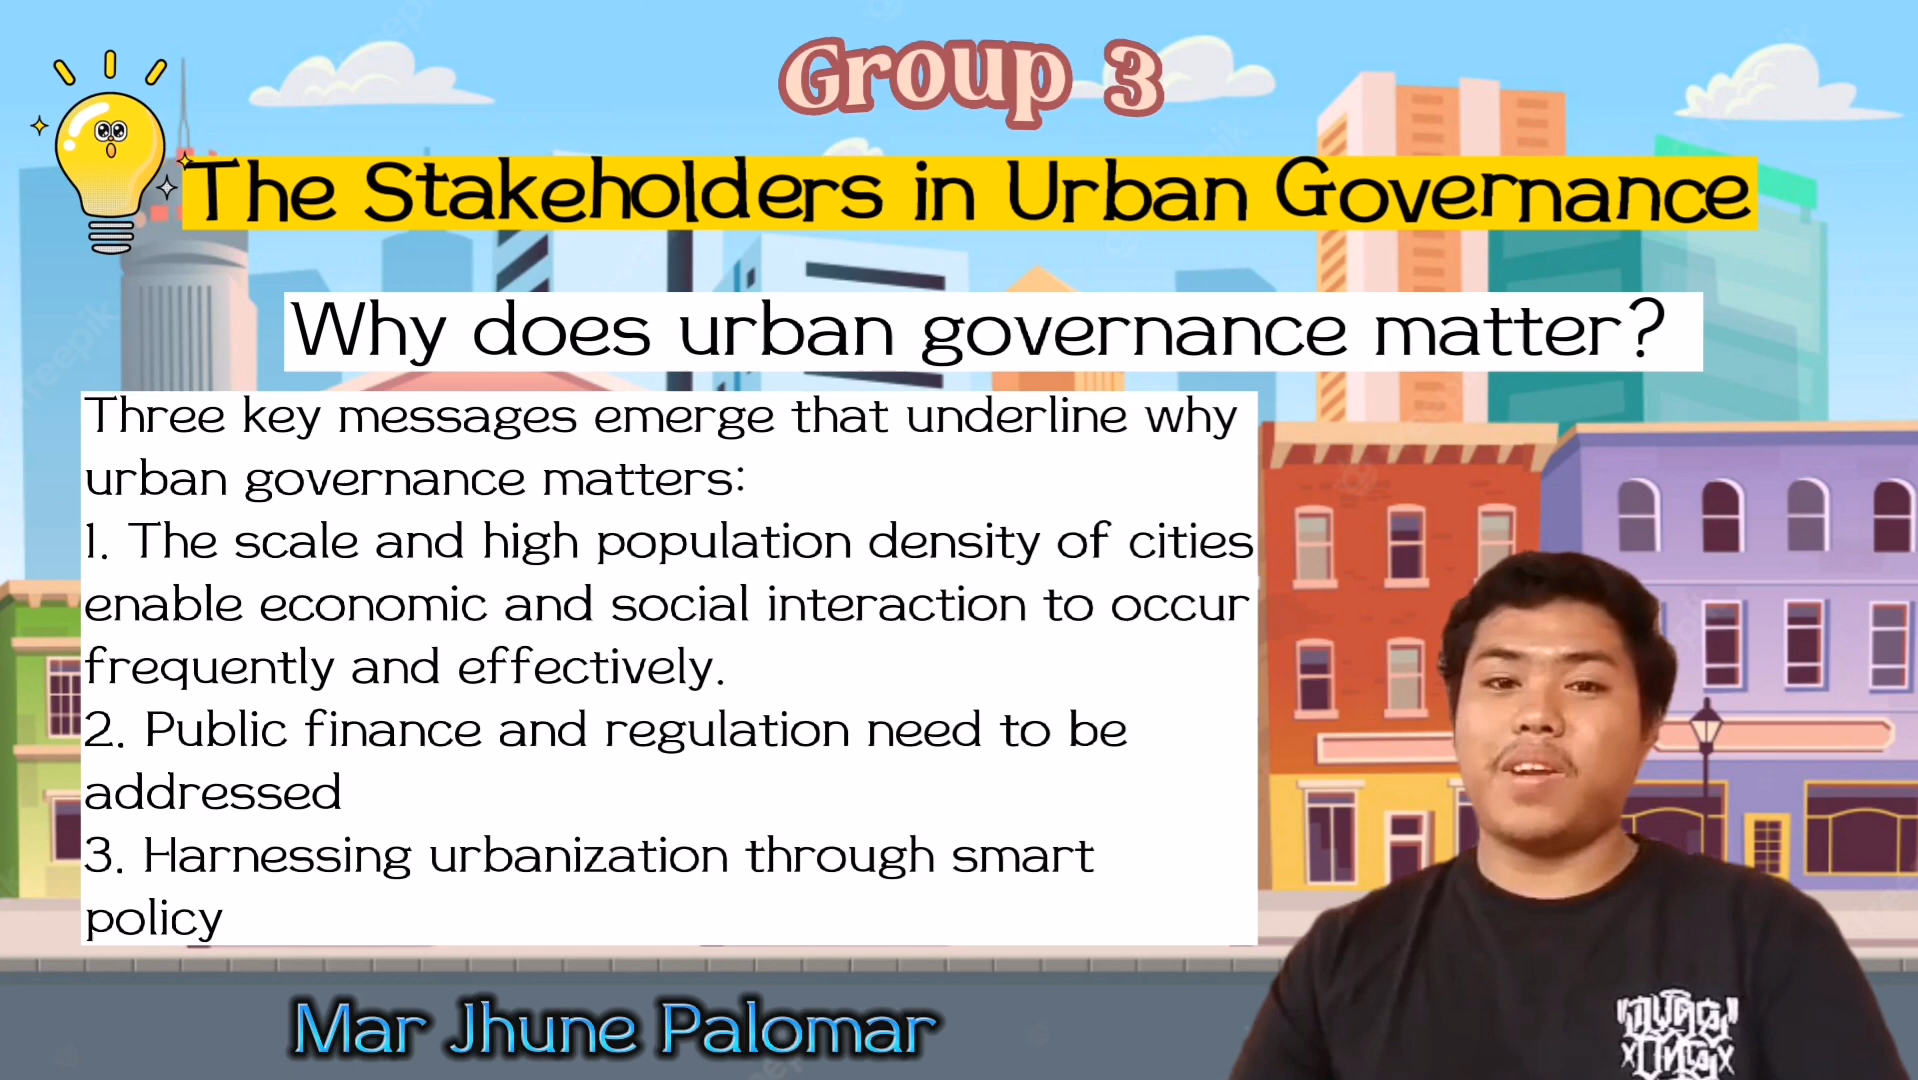 Group 3
The Stakeholders in Urban Governance
Why does urban governance matter?
Three key messages emerge that underline why
urban governance matters:
1. The scale and high population density of cities
enable economic and social interaction to occur
frequently and effectively.
2. Public finance and regulation need to be
addressed
3. Harnessing urbanization through smart
policy
Mar Jhune Palomar